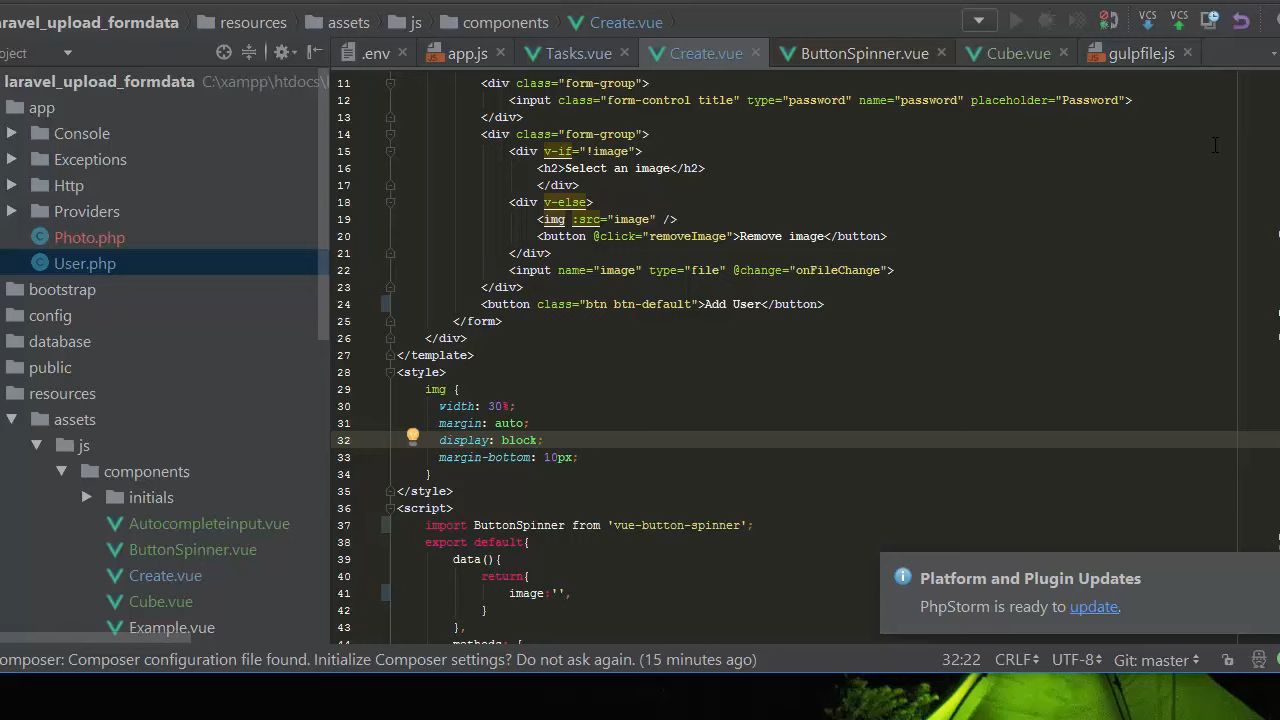 laravel_upload_formdata resources assets js components Create.vue
oject
.env app.js Tasks.vue Create.vue ButtonSpinner.vue Cube.vue gulpfile.js
VCS VCS
laravel_upload_formdata C:\xampp\htdocs\l
app
Console
Exceptions
Http
Providers
Photo.php
User.php
bootstrap
config
database
public
resources
assets
js
components
initials
Autocompleteinput.vue
ButtonSpinner.vue
Create.vue
Cube.vue
Example.vue
11 <div class="form-group">
12 <input class="form-control title" type="password" name="password" placeholder="Password">
13 </div>
14 <div class="form-group">
15 <div v-if="!image">
16 <h2>Select an image</h2>
17 </div>
18 <div v-else>
19 <img :src="image" />
20 <button @click="removeImage">Remove image</button>
21 </div>
22 <input name="image" type="file" @change="onFileChange">
23 </div>
24 <button class="btn btn-default">Add User</button>
25 </form>
26 </div>
27 </template>
28 <style>
29 img {
30 width: 30%;
31 margin: auto;
32 display: block;
33 margin-bottom: 10px;
34 }
35 </style>
36 <script>
37 import ButtonSpinner from 'vue-button-spinner';
38 export default{
39 data(){
40 return{
41 image:'',
42 }
43 },
44 methods: {
Platform and Plugin Updates
PhpStorm is ready to update.
omposer: Composer configuration file found. Initialize Composer settings? Do not ask again. (15 minutes ago) 32:22 CRLF UTF-8 Git: master